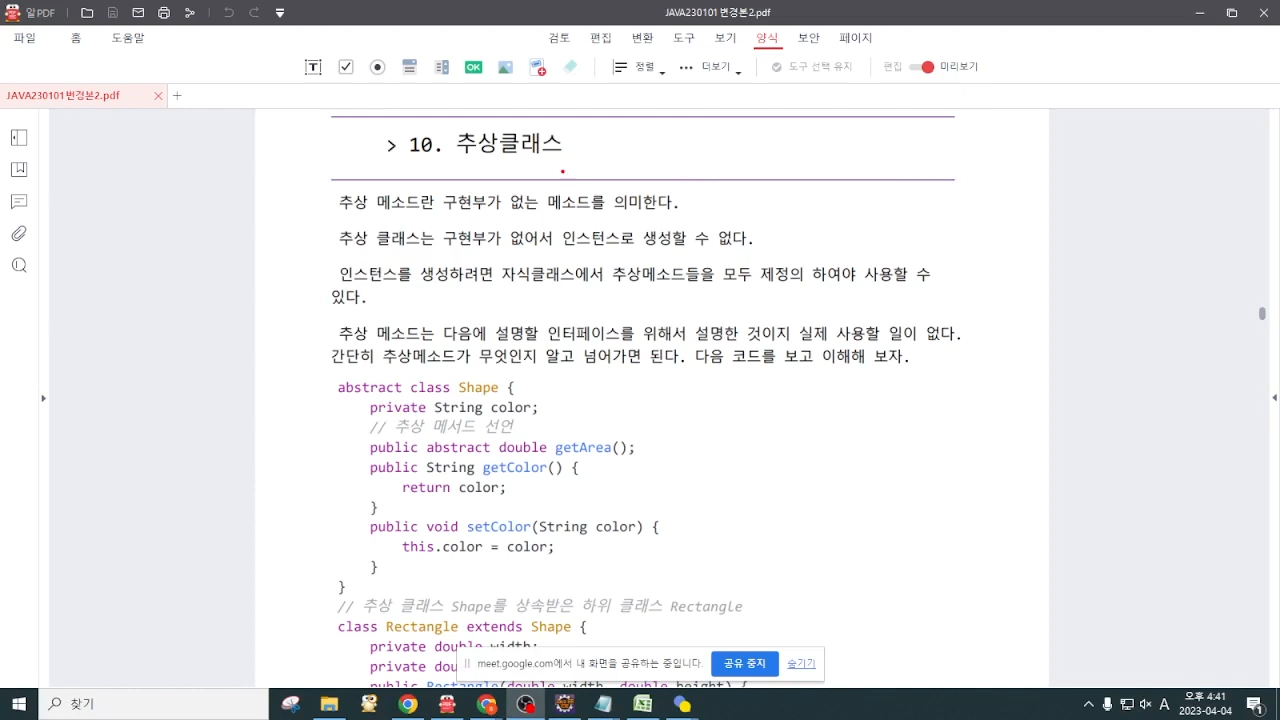 알PDF
JAVA230101변경본2.pdf
파일 홈 도움말 검토 편집 변환 도구 보기 양식 보안 페이지
T OK 정렬 더보기 도구 선택 유지 편집 미리보기
JAVA230101변경본2.pdf
> 10. 추상클래스
추상 메소드란 구현부가 없는 메소드를 의미한다.
추상 클래스는 구현부가 없어서 인스턴스로 생성할 수 없다.
인스턴스를 생성하려면 자식클래스에서 추상메소드들을 모두 제정의 하여야 사용할 수
있다.
추상 메소드는 다음에 설명할 인터페이스를 위해서 설명한 것이지 실제 사용할 일이 없다.
간단히 추상메소드가 무엇인지 알고 넘어가면 된다. 다음 코드를 보고 이해해 보자.
abstract class Shape {
private String color;
// 추상 메서드 선언
public abstract double getArea();
public String getColor() {
return color;
}
public void setColor(String color) {
this.color = color;
}
}
// 추상 클래스 Shape를 상속받은 하위 클래스 Rectangle
class Rectangle extends Shape {
private double width;
private
meet.google.com에서 내 화면을 공유하는 중입니다. 공유 중지 숨기기
public Rectangle(double width, double height) {
찾기
A 오후 4:41
2023-04-04
1